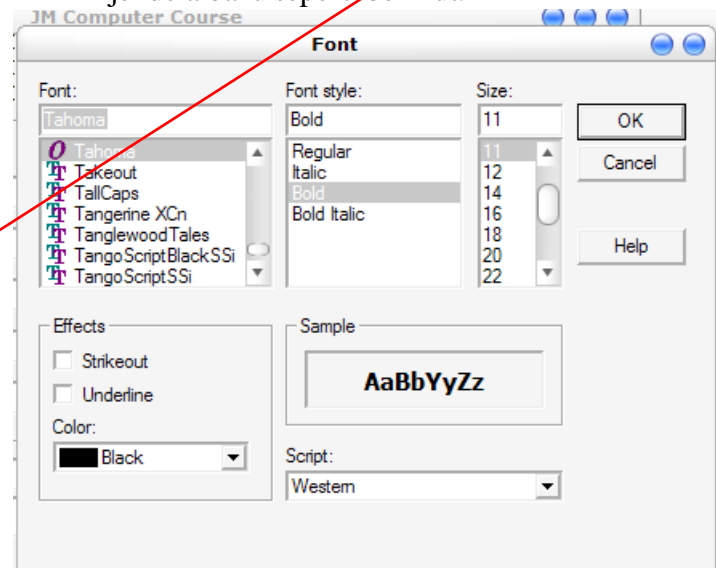 JM Computer Course
Font
Font: Font style: Size:
Tahoma Bold 11 OK
Tahoma Regular 11 Cancel
Takeout Italic 12
TallCaps Bold 14
Tangerine XCn Bold Italic 16
TanglewoodTales 18
TangoScriptBlackSSi 20 Help
TangoScriptSSi 22
Effects Sample
Strikeout
Underline AaBbYyZz
Color:
Black Script:
Western